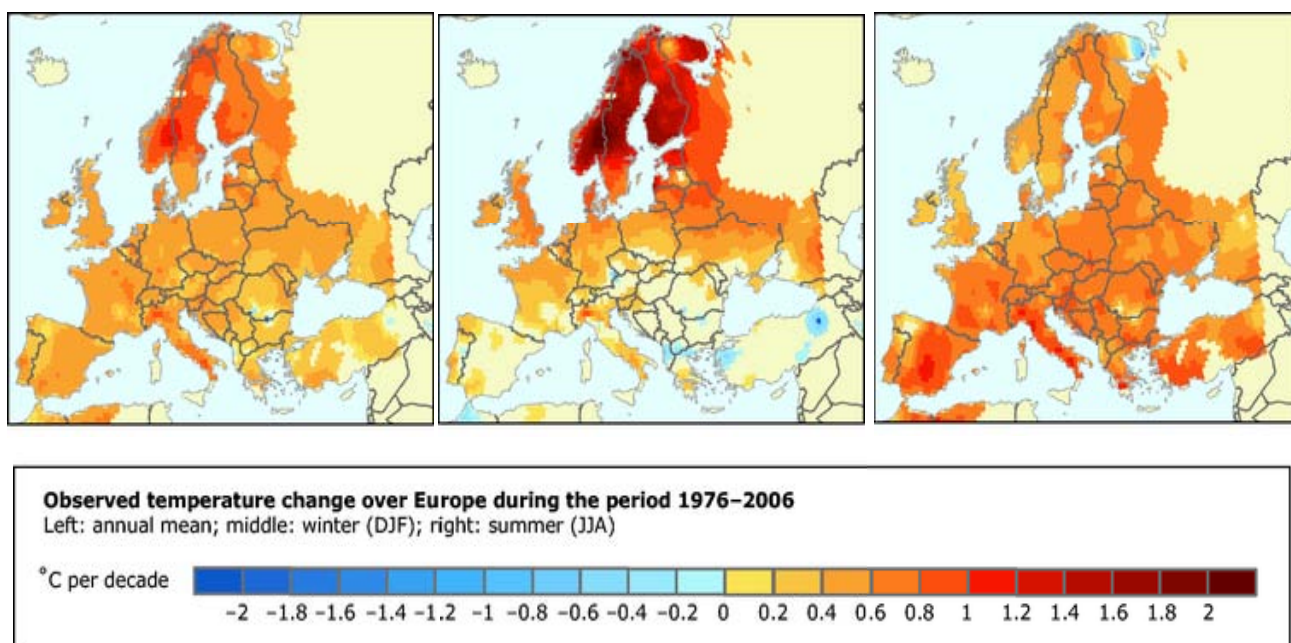 Observed temperature change over Europe during the period 1976–2006
Left: annual mean; middle: winter (DJF); right: summer (JJA)
°C per decade
−2 −1.8 −1.6 −1.4 −1.2 −1 −0.8 −0.6 −0.4 −0.2 0 0.2 0.4 0.6 0.8 1 1.2 1.4 1.6 1.8 2